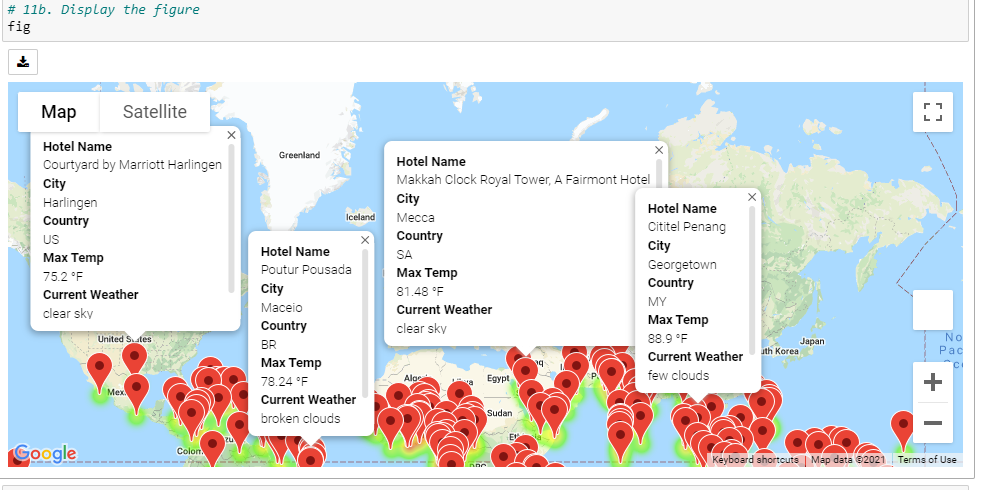 # 11b. Display the figure
fig
Map
Satellite
Hotel Name
Courtyard by Marriott Harlingen
City
Harlingen
Country
US
Max Temp
75.2 °F
Current Weather
clear sky
Hotel Name
Poutur Pousada
City
Maceio
Country
BR
Max Temp
78.24 °F
Current Weather
broken clouds
Hotel Name
Makkah Clock Royal Tower, A Fairmont Hotel
City
Mecca
Country
SA
Max Temp
81.48 °F
Current Weather
clear sky
Hotel Name
Cititel Penang
City
Georgetown
Country
MY
Max Temp
88.9 °F
Current Weather
few clouds
Greenland
Iceland
United States
Mex
Colom
Egypt
Sudan
uth Korea
Japan
No
Pac
Oc
DRC
Google
Keyboard shortcuts
Map data ©2021
Terms of Use